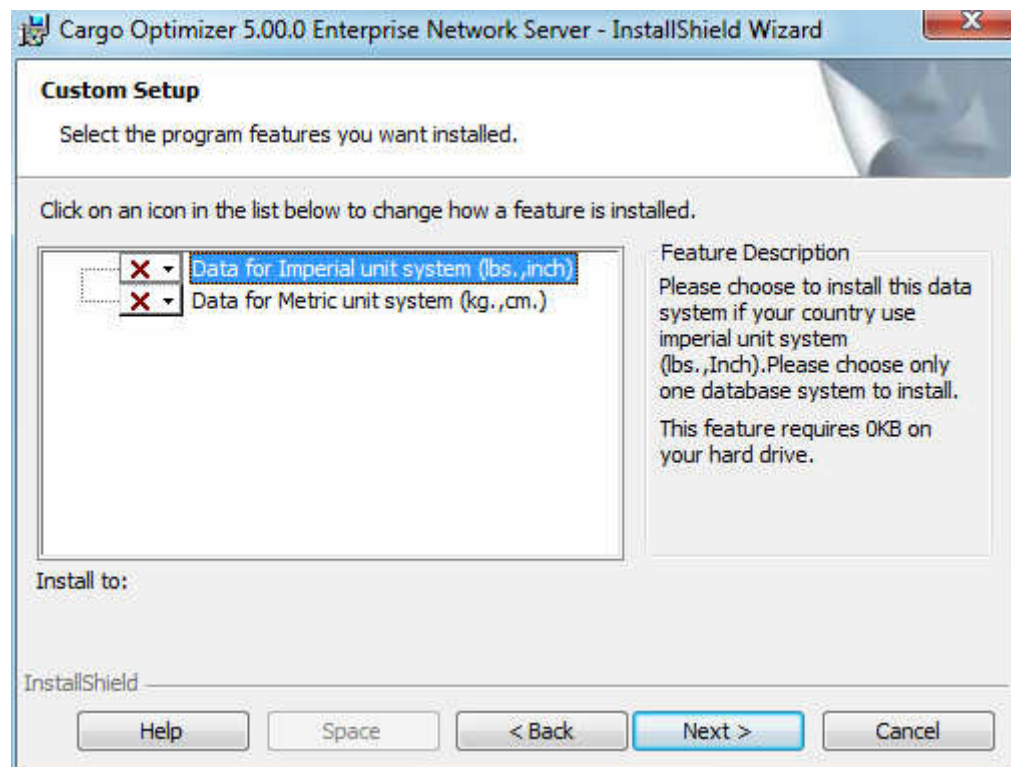 Cargo Optimizer 5.00.0 Enterprise Network Server - InstallShield Wizard
Custom Setup
Select the program features you want installed.
Click on an icon in the list below to change how a feature is installed.
Data for Imperial unit system (lbs.,inch)
Data for Metric unit system (kg.,cm.)
Feature Description
Please choose to install this data
system if your country use
imperial unit system
(lbs.,Inch).Please choose only
one database system to install.
This feature requires 0KB on
your hard drive.
Install to:
InstallShield
Help
Space
< Back
Next >
Cancel